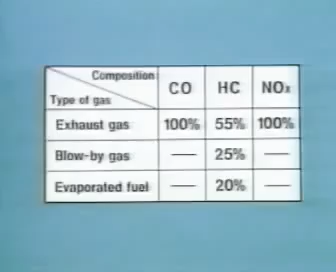 Composition
Type of gas
CO HC NOx
Exhaust gas 100% 55% 100%
Blow-by gas — 25% —
Evaporated fuel — 20% —